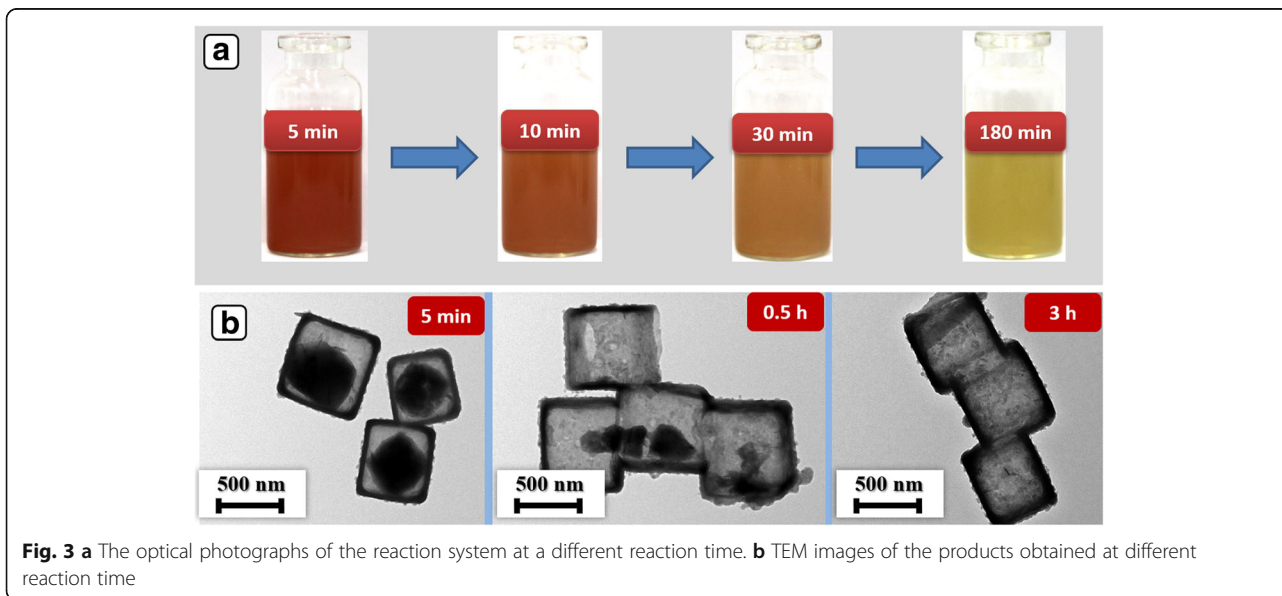 a
5 min
10 min
30 min
180 min
b
5 min
0.5 h
3 h
500 nm
500 nm
500 nm
Fig. 3 a The optical photographs of the reaction system at a different reaction time. b TEM images of the products obtained at different
reaction time